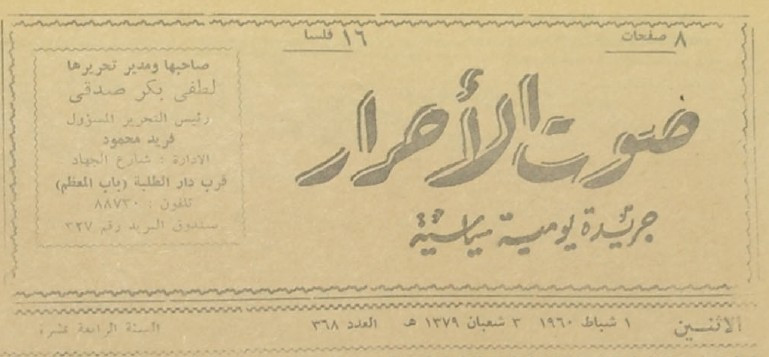 ٨ صفحات
١٦ فلسا
صوت الأحرار
جريدة يومية سياسية
صاحبها ومدير تحريرها
لطفي بكر صدقي
رئيس التحرير المسؤول
فريد محمود
الادارة : شارع الجهاد
قرب دار الطلبة (باب المعظم)
تلفون : ٨٨٧٣٠
صندوق البريد رقم ٣٢٧
الاثنين ١ شباط ١٩٦٠ ٣ شعبان ١٣٧٩ هـ العدد ٣٦٨ السنة الرابعة عشرة